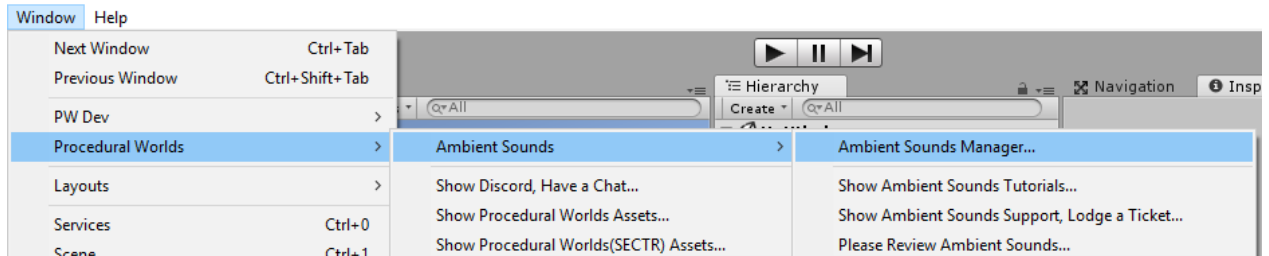 Window Help
Next Window Ctrl+Tab
Previous Window Ctrl+Shift+Tab
PW Dev
Procedural Worlds
Layouts
Services Ctrl+0
Scene Ctrl+1
All
Hierarchy
Create All
Navigation Insp
Ambient Sounds
Show Discord, Have a Chat...
Show Procedural Worlds Assets...
Show Procedural Worlds(SECTR) Assets...
Ambient Sounds Manager...
Show Ambient Sounds Tutorials...
Show Ambient Sounds Support, Lodge a Ticket...
Please Review Ambient Sounds...